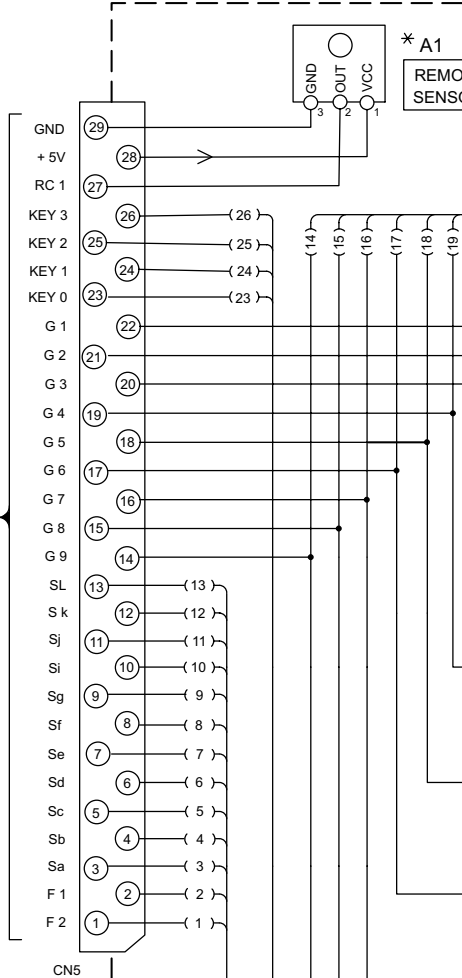 * A1
REMO
SENSO
GND OUT VCC
3 2 1
GND 29
+ 5V 28
RC 1 27
KEY 3 26 (26)
KEY 2 25 (25)
KEY 1 24 (24)
KEY 0 23 (23)
(14) (15) (16) (17) (18) (19)
G 1 22
G 2 21
G 3 20
G 4 19
G 5 18
G 6 17
G 7 16
G 8 15
G 9 14
SL 13 (13)
S k 12 (12)
Sj 11 (11)
Si 10 (10)
Sg 9 (9)
Sf 8 (8)
Se 7 (7)
Sd 6 (6)
Sc 5 (5)
Sb 4 (4)
Sa 3 (3)
F 1 2 (2)
F 2 1 (1)
CN5